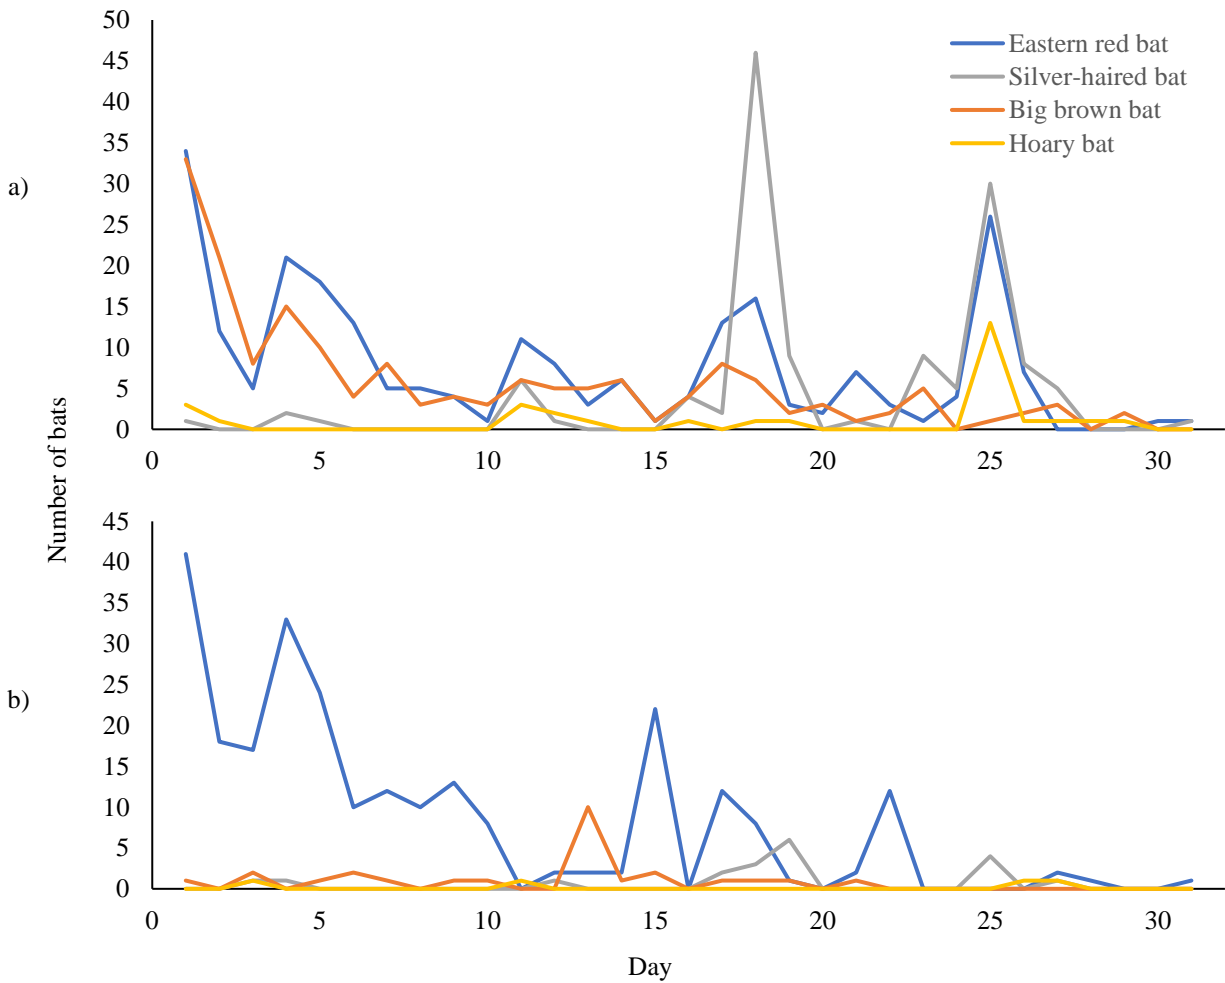 a)
Number of bats
50
45
40
35
30
25
20
15
10
5
0
0 5 10 15 20 25 30
Eastern red bat
Silver-haired bat
Big brown bat
Hoary bat
b)
45
40
35
30
25
20
15
10
5
0
0 5 10 15 20 25 30
Day